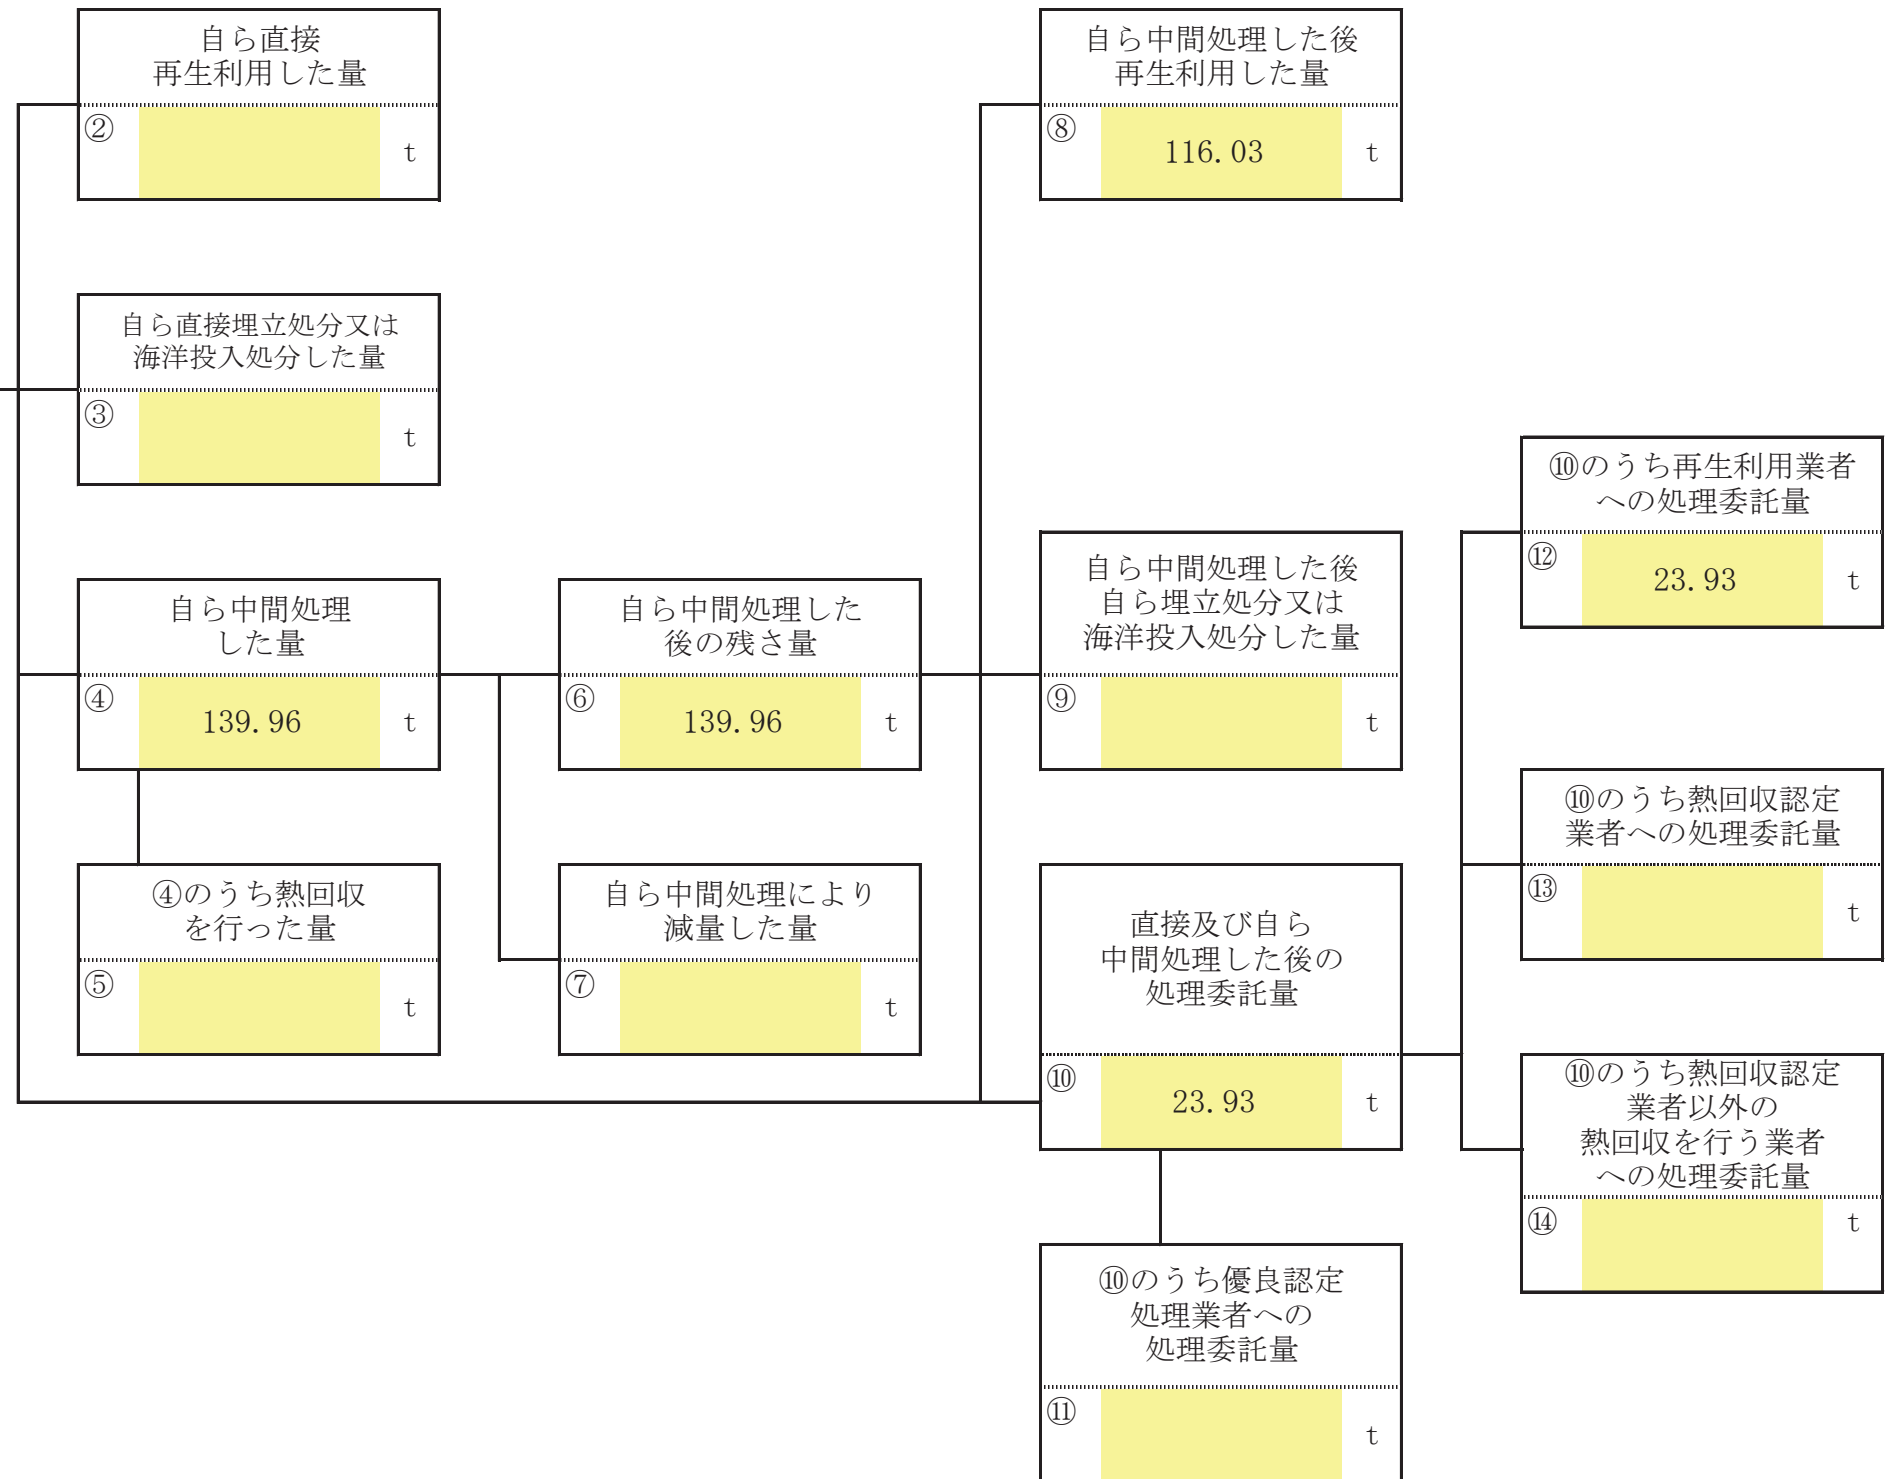 自ら直接
再生利用した量
②
t
自ら直接埋立処分又は
海洋投入処分した量
③
t
自ら中間処理
した量
④
139.96
t
④のうち熱回収
を行った量
⑤
t
自ら中間処理した
後の残さ量
⑥
139.96
t
自ら中間処理により
減量した量
⑦
t
自ら中間処理した後
再生利用した量
⑧
116.03
t
自ら中間処理した後
自ら埋立処分又は
海洋投入処分した量
⑨
t
直接及び自ら
中間処理した後の
処理委託量
⑩
23.93
t
⑩のうち優良認定
処理業者への
処理委託量
⑪
t
⑩のうち再生利用業者
への処理委託量
⑫
23.93
t
⑩のうち熱回収認定
業者への処理委託量
⑬
t
⑩のうち熱回収認定
業者以外の
熱回収を行う業者
への処理委託量
⑭
t